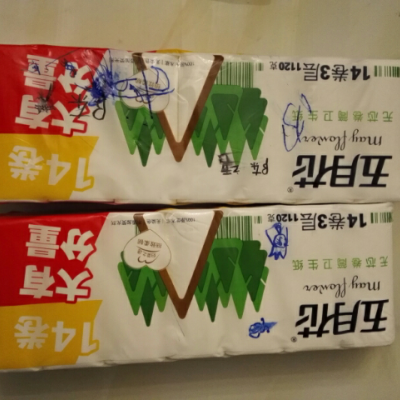 14卷3层1120克
无芯卷筒卫生纸
May flower
五月花®
大有
分量
14卷
14卷3层1120克
无芯卷筒卫生纸
May flower
五月花®
大有
分量
14卷